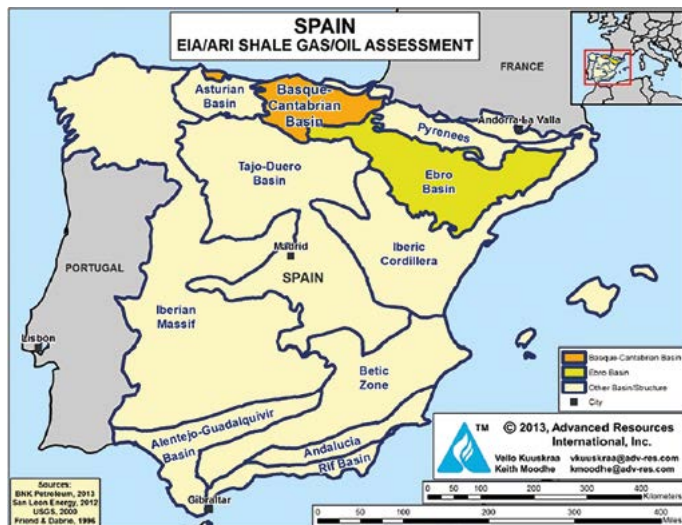 SPAIN
EIA/ARI SHALE GAS/OIL ASSESSMENT
FRANCE
Asturian
Basin
Basque-
Cantabrian
Basin
Andorra La Valla
Pyrenees
Tajo-Duero
Basin
Ebro
Basin
Madrid
Iberic
Cordillera
PORTUGAL
SPAIN
Iberian
Massif
Lisbon
Betic
Zone
Basque-Cantabrian Basin
Ebro Basin
Other Basin/Structure
City
Alentejo-Guadalquivir
Basin
Andalucia
Rif Basin
Gibraltar
TM
© 2013, Advanced Resources
International, Inc.
Vello Kuuskraa vkuuskraa@adv-res.com
Keith Moodhe kmoodhe@adv-res.com
Sources:
BNK Petroleum, 2013
San Leon Energy, 2012
USGS, 2009
Friend & Dabrio, 1996
0 50 100 200 300 400
Kilometers
0 50 100 200 300 400
Miles